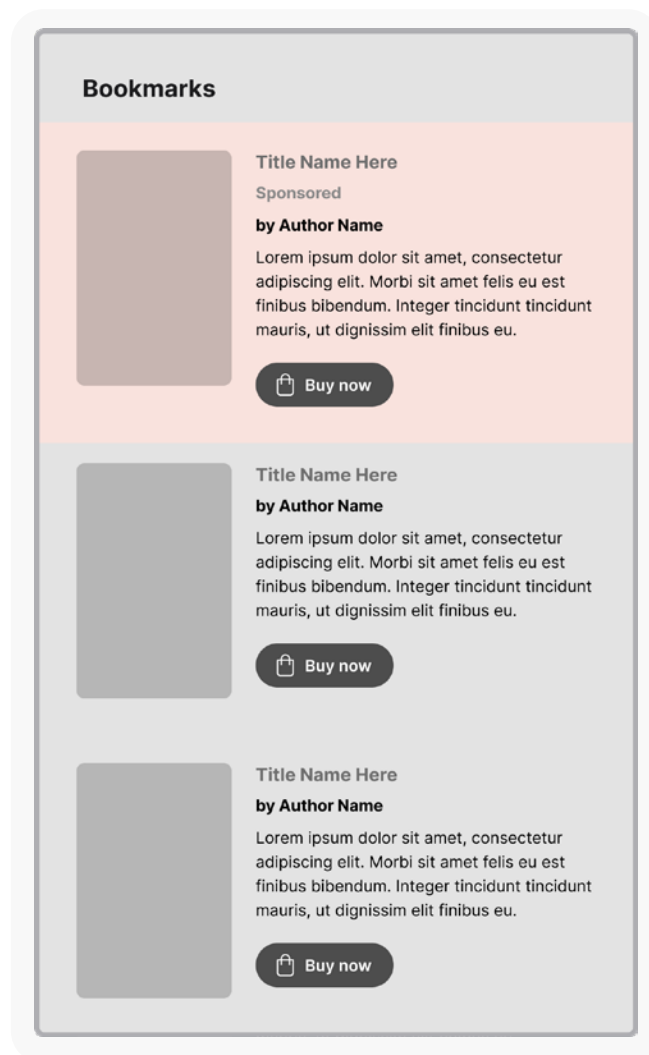 Bookmarks
Title Name Here
Sponsored
by Author Name
Lorem ipsum dolor sit amet, consectetur
adipiscing elit. Morbi sit amet felis eu est
finibus bibendum. Integer tincidunt tincidunt
mauris, ut dignissim elit finibus eu.
Buy now
Title Name Here
by Author Name
Lorem ipsum dolor sit amet, consectetur
adipiscing elit. Morbi sit amet felis eu est
finibus bibendum. Integer tincidunt tincidunt
mauris, ut dignissim elit finibus eu.
Buy now
Title Name Here
by Author Name
Lorem ipsum dolor sit amet, consectetur
adipiscing elit. Morbi sit amet felis eu est
finibus bibendum. Integer tincidunt tincidunt
mauris, ut dignissim elit finibus eu.
Buy now